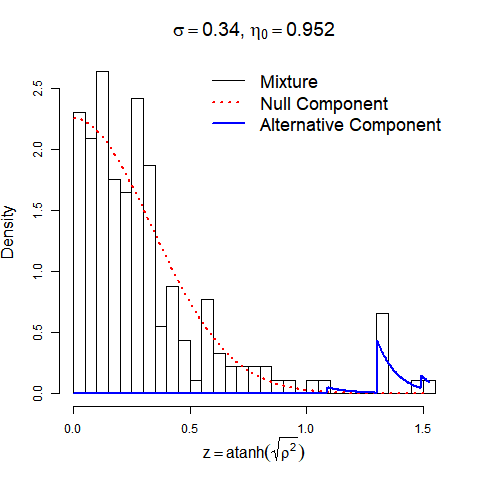 σ = 0.34, η₀ = 0.952
Mixture
Null Component
Alternative Component
Density
0.0
0.5
1.0
1.5
2.0
2.5
0.0
0.5
1.0
1.5
z = atanh(√ρ²)